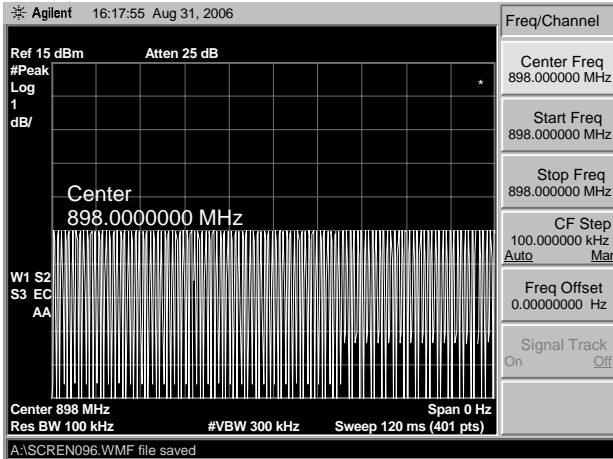 Agilent 16:17:55 Aug 31, 2006
Ref 15 dBm Atten 25 dB
#Peak
Log
1
dB/
*
Center
898.0000000 MHz
W1 S2
S3 EC
AA
Center 898 MHz Span 0 Hz
Res BW 100 kHz #VBW 300 kHz Sweep 120 ms (401 pts)
A:\SCREN096.WMF file saved
Freq/Channel
Center Freq
898.000000 MHz
Start Freq
898.000000 MHz
Stop Freq
898.000000 MHz
CF Step
100.000000 kHz
Auto Man
Freq Offset
0.00000000 Hz
Signal Track
On Off